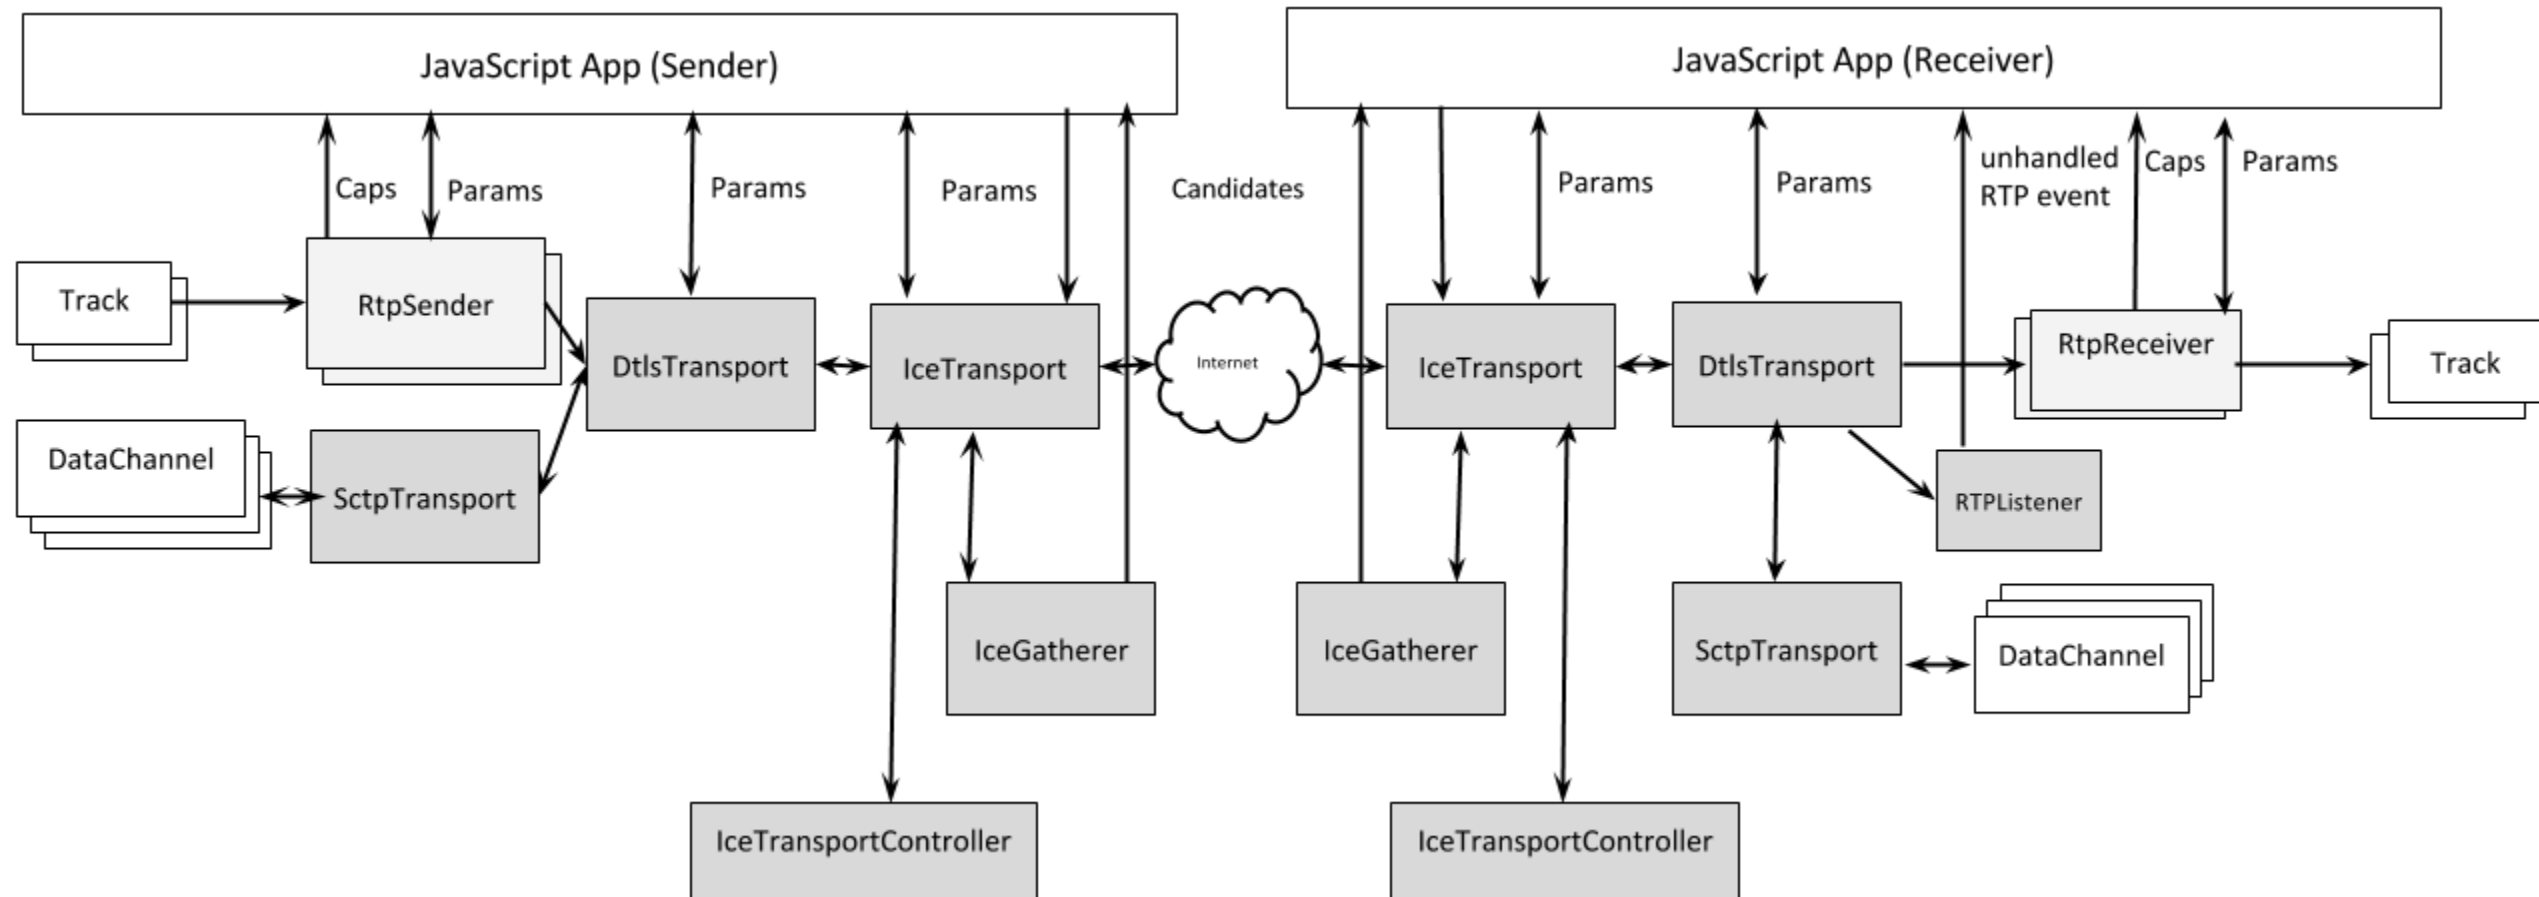 JavaScript App (Sender)
JavaScript App (Receiver)
Caps
Params
Params
Params
Candidates
Params
Params
unhandled
RTP event
Caps
Params
Track
RtpSender
DtlsTransport
IceTransport
Internet
IceTransport
DtlsTransport
RtpReceiver
Track
DataChannel
SctpTransport
RTPListener
IceGatherer
IceGatherer
SctpTransport
DataChannel
IceTransportController
IceTransportController